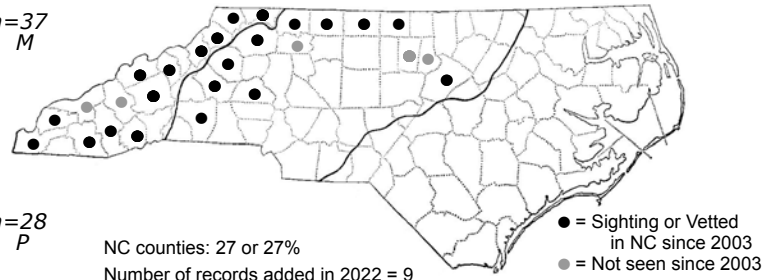 n=37
M
n=28
P
NC counties: 27 or 27%
Number of records added in 2022 = 9
= Sighting or Vetted
in NC since 2003
= Not seen since 2003